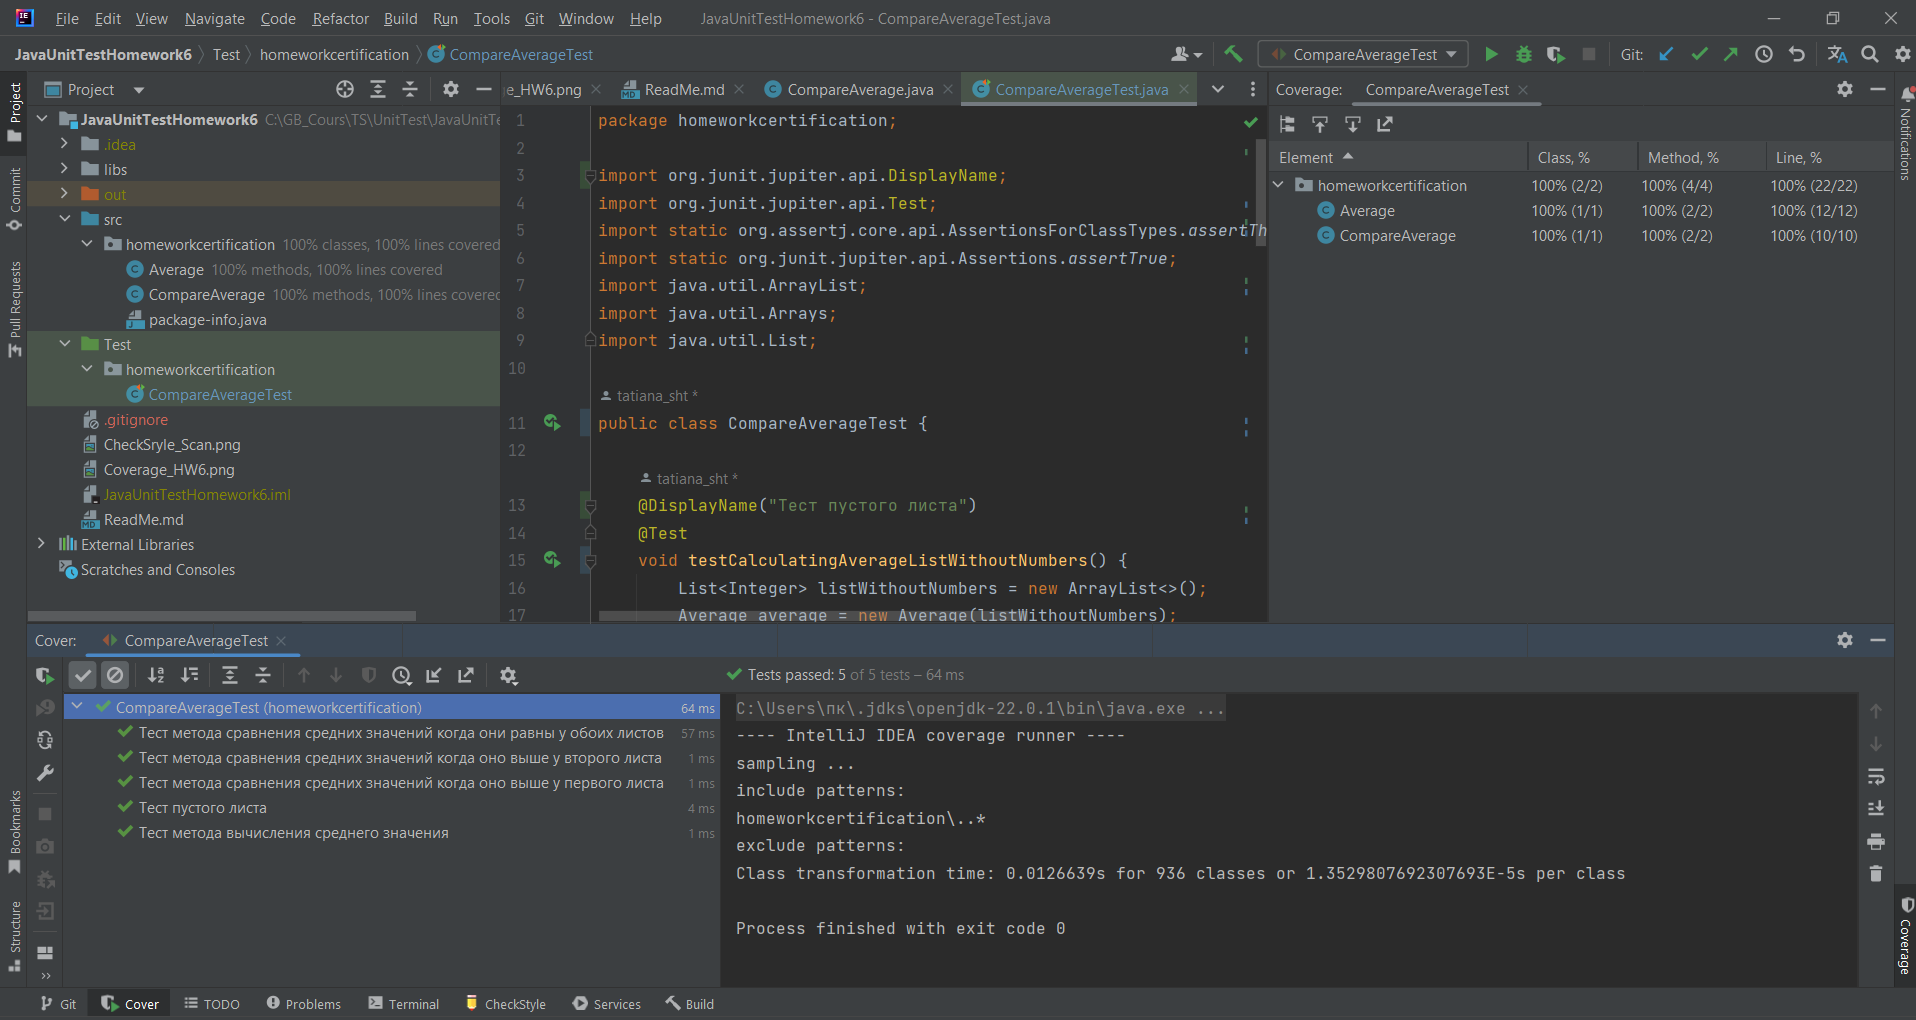 File Edit View Navigate Code Refactor Build Run Tools Git Window Help JavaUnitTestHomework6 - CompareAverageTest.java
JavaUnitTestHomework6 Test homeworkcertification CompareAverageTest CompareAverageTest Git:
Project
Commit
Pull Requests
Bookmarks
Structure
Project
JavaUnitTestHomework6 C:\GB_Cours\TS\UnitTest\JavaUnitTe
.idea
libs
out
src
homeworkcertification 100% classes, 100% lines covered
Average 100% methods, 100% lines covered
CompareAverage 100% methods, 100% lines covered
package-info.java
Test
homeworkcertification
CompareAverageTest
.gitignore
CheckSryle_Scan.png
Coverage_HW6.png
JavaUnitTestHomework6.iml
ReadMe.md
External Libraries
Scratches and Consoles
ge_HW6.png ReadMe.md CompareAverage.java CompareAverageTest.java
1 package homeworkcertification;
2
3 import org.junit.jupiter.api.DisplayName;
4 import org.junit.jupiter.api.Test;
5 import static org.assertj.core.api.AssertionsForClassTypes.assertTh
6 import static org.junit.jupiter.api.Assertions.assertTrue;
7 import java.util.ArrayList;
8 import java.util.Arrays;
9 import java.util.List;
10
tatiana_sht *
11 public class CompareAverageTest {
12
tatiana_sht *
13 @DisplayName("Тест пустого листа")
14 @Test
15 void testCalculatingAverageListWithoutNumbers() {
16 List<Integer> listWithoutNumbers = new ArrayList<>();
17 Average average = new Average(listWithoutNumbers);
Coverage: CompareAverageTest
Element Class, % Method, % Line, %
homeworkcertification 100% (2/2) 100% (4/4) 100% (22/22)
Average 100% (1/1) 100% (2/2) 100% (12/12)
CompareAverage 100% (1/1) 100% (2/2) 100% (10/10)
Notifications
Coverage
Cover: CompareAverageTest
Tests passed: 5 of 5 tests – 64 ms
CompareAverageTest (homeworkcertification) 64 ms
Тест метода сравнения средних значений когда они равны у обоих листов 57 ms
Тест метода сравнения средних значений когда оно выше у второго листа 1 ms
Тест метода сравнения средних значений когда оно выше у первого листа 1 ms
Тест пустого листа 4 ms
Тест метода вычисления среднего значения 1 ms
C:\Users\пк\.jdks\openjdk-22.0.1\bin\java.exe ...
---- IntelliJ IDEA coverage runner ----
sampling ...
include patterns:
homeworkcertification\..*
exclude patterns:
Class transformation time: 0.0126639s for 936 classes or 1.3529807692307693E-5s per class
Process finished with exit code 0
Git Cover TODO Problems Terminal CheckStyle Services Build